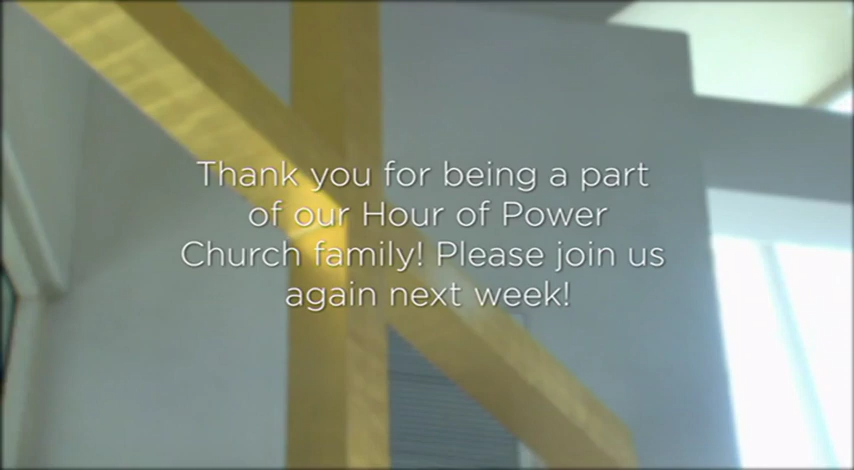 Thank you for being a part
of our Hour of Power
Church family! Please join us
again next week!